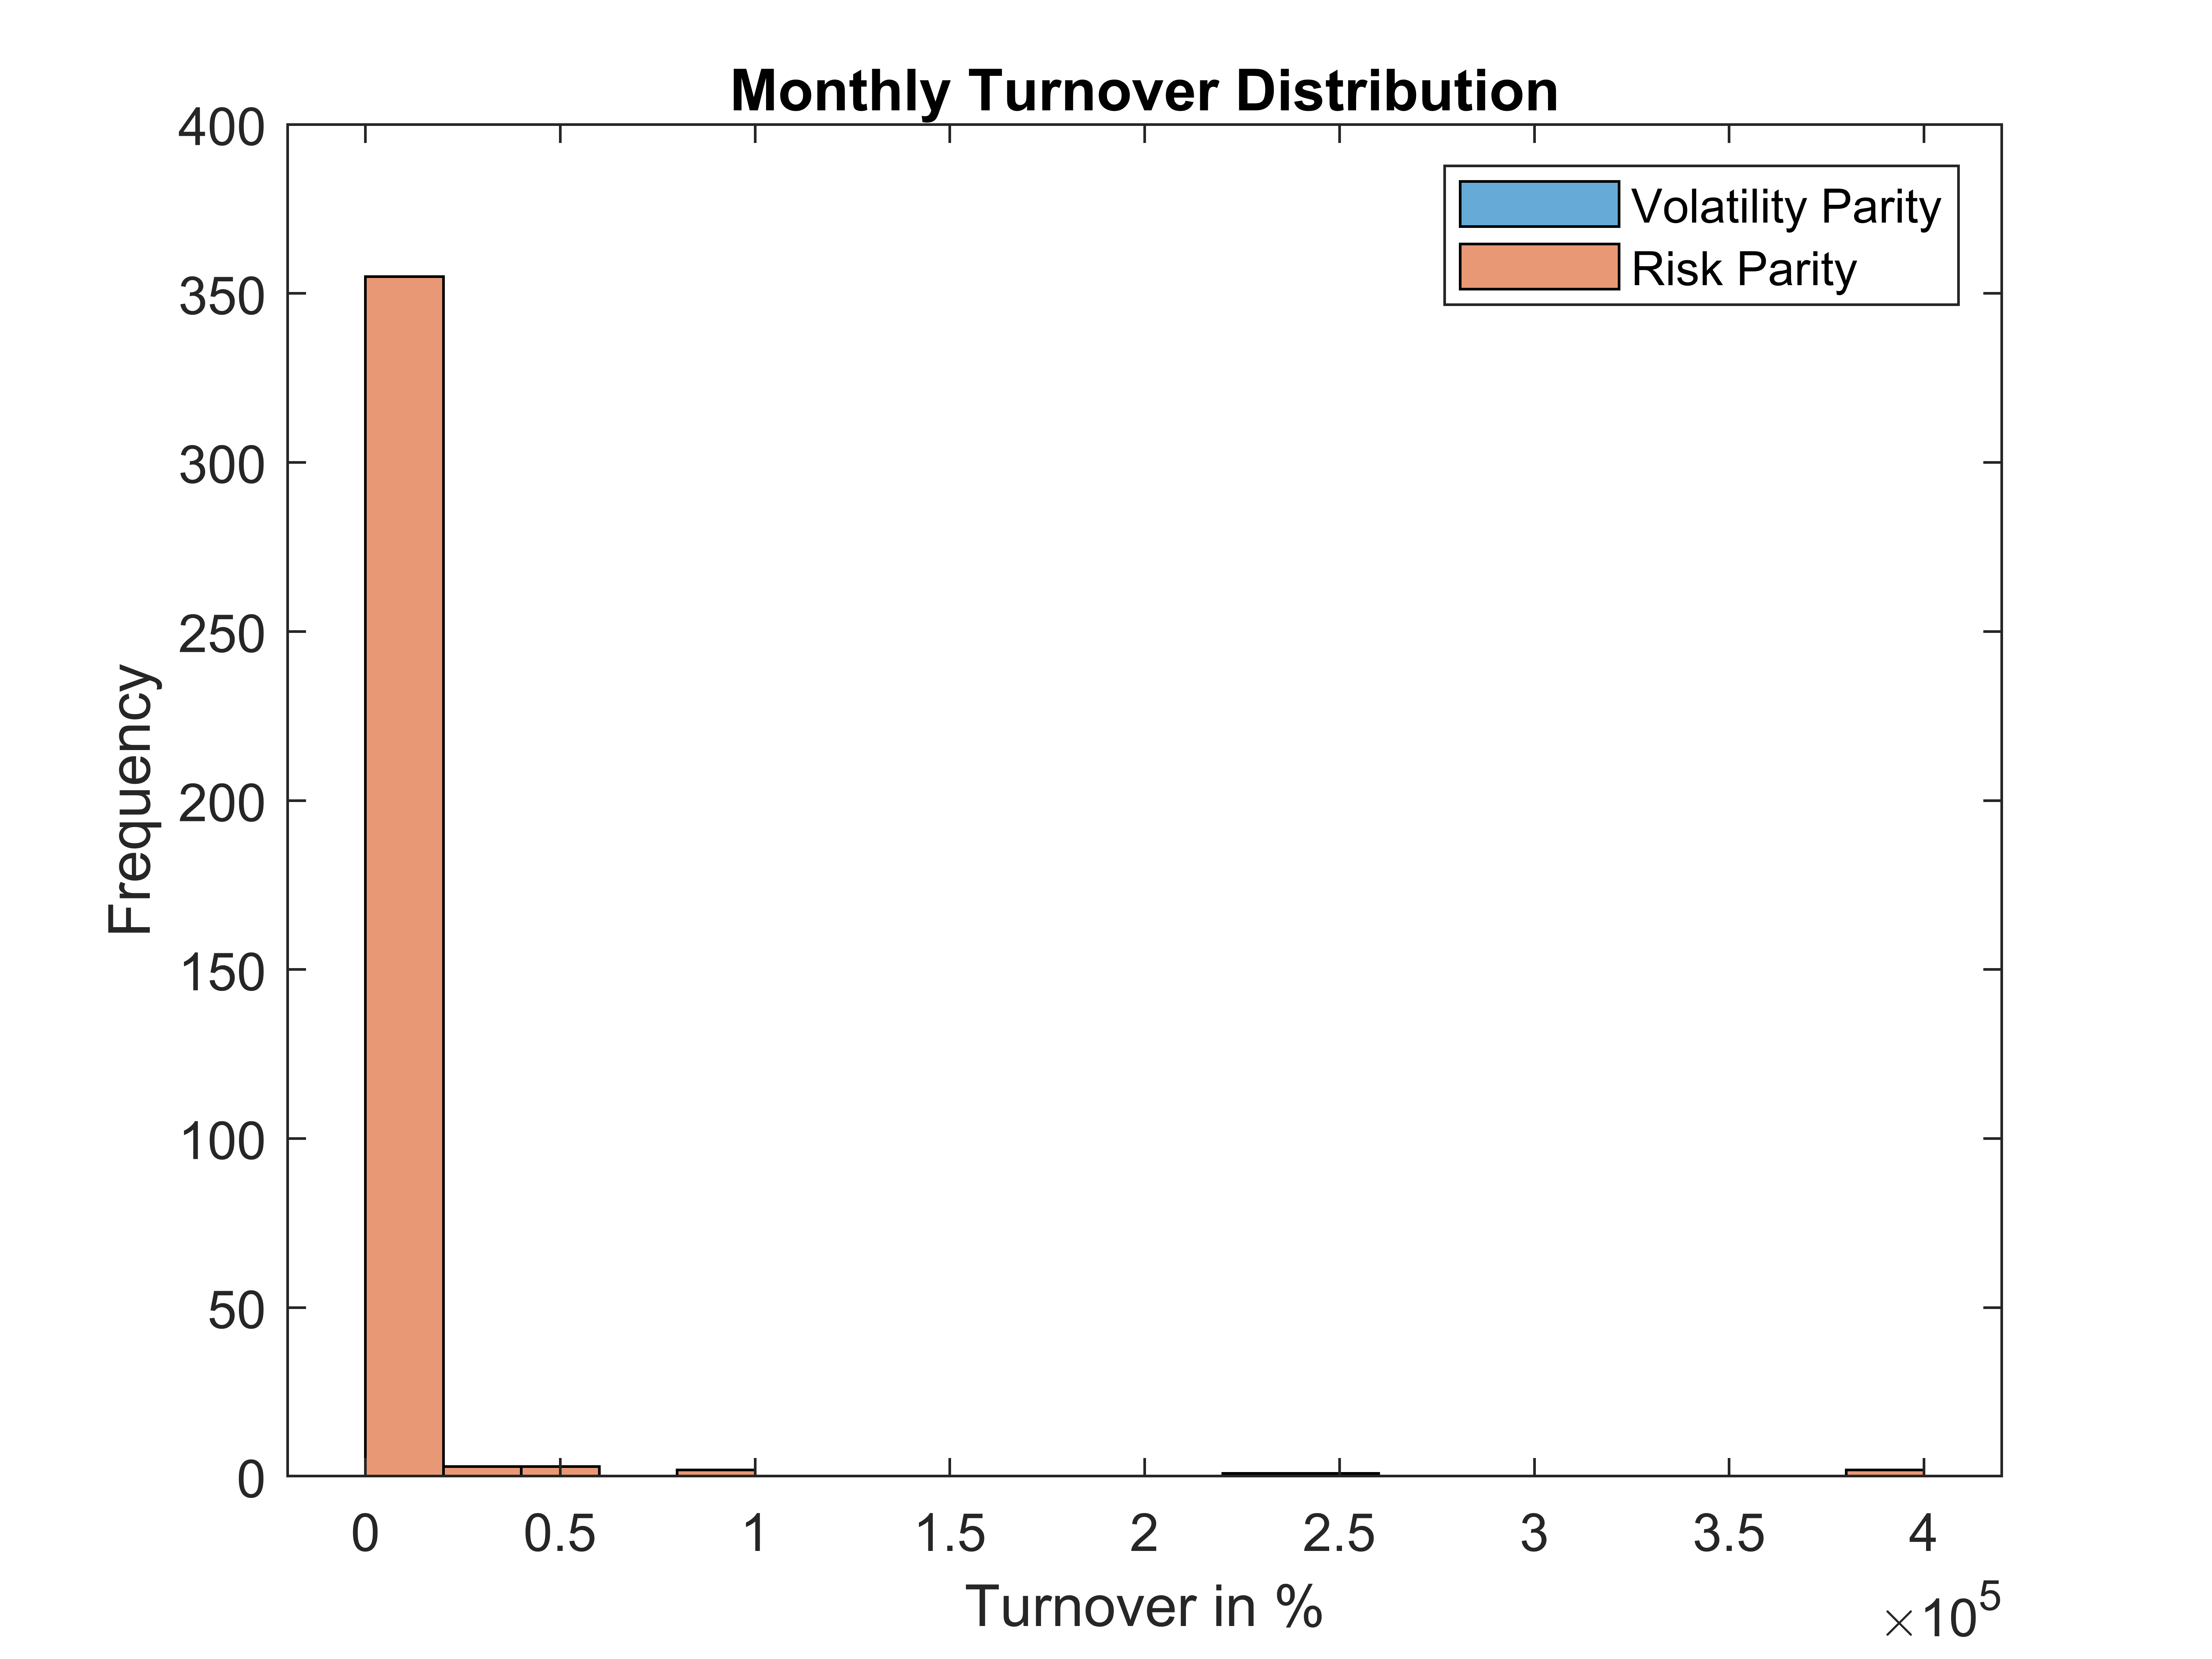 Monthly Turnover Distribution
Volatility Parity
Risk Parity
400
350
300
250
200
150
100
50
0
Frequency
0 0.5 1 1.5 2 2.5 3 3.5 4
Turnover in %
×10^5